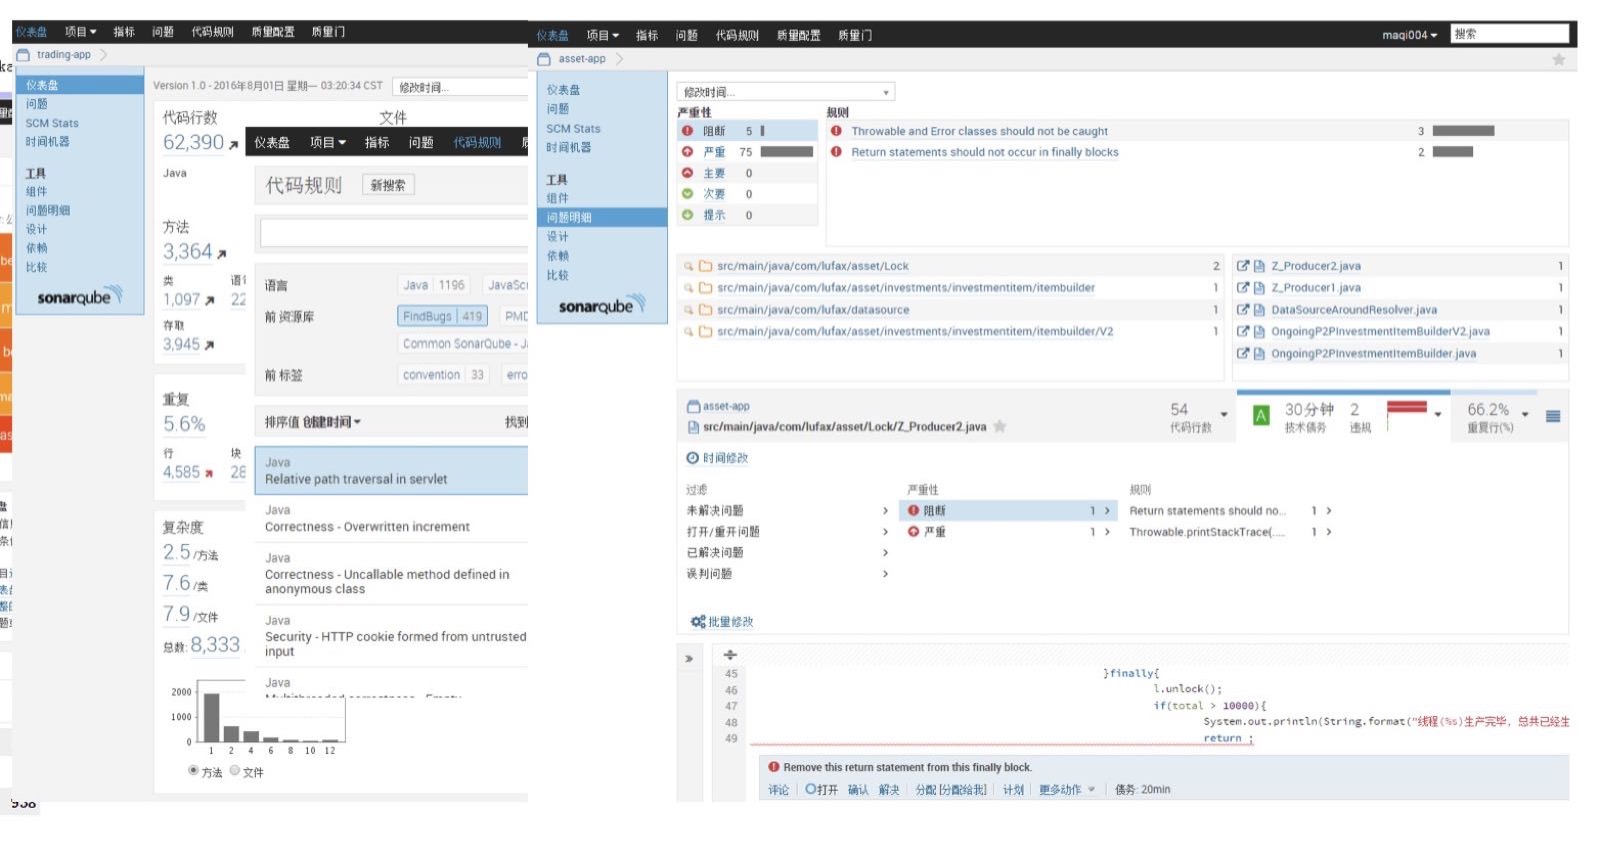 仪表盘 项目 指标 问题 代码规则 质量配置 质量门
trading-app
仪表盘
问题
SCM Stats
时间机器
工具
组件
问题明细
设计
依赖
比较
sonarqube
Version 1.0 - 2016年8月01日 星期一 03:20:34 CST 修改时间...
代码行数 文件
62,390
Java
方法
3,364
类
1,097 22
存取
3,945
重复
5.6%
行 块
4,585 28
复杂度
2.5 /方法
7.6 /类
7.9 /文件
总数: 8,333
2000
1000
0
1 2 4 6 8 10 12
方法 文件
938
仪表盘 项目 指标 问题 代码规则
代码规则 新搜索
语言 Java 1196 JavaScr
前 资源库 FindBugs 419 PMD
Common SonarQube - Ja
前 标签 convention 33 erro
排序值 创建时间 找到
Java
Relative path traversal in servlet
Java
Correctness - Overwritten increment
Java
Correctness - Uncallable method defined in
anonymous class
Java
Security - HTTP cookie formed from untrusted
input
Java
仪表盘 项目 指标 问题 代码规则 质量配置 质量门 maqi004 搜索
asset-app
仪表盘
问题
SCM Stats
时间机器
工具
组件
问题明细
设计
依赖
比较
sonarqube
修改时间...
严重性 规则
阻断 5
严重 75
主要 0
次要 0
提示 0
Throwable and Error classes should not be caught 3
Return statements should not occur in finally blocks 2
src/main/java/com/lufax/asset/Lock 2
src/main/java/com/lufax/asset/investments/investmentitem/itembuilder 1
src/main/java/com/lufax/datasource 1
src/main/java/com/lufax/asset/investments/investmentitem/itembuilder/V2 1
Z_Producer2.java 1
Z_Producer1.java 1
DataSourceAroundResolver.java 1
OngoingP2PInvestmentItemBuilderV2.java 1
OngoingP2PInvestmentItemBuilder.java 1
asset-app
src/main/java/com/lufax/asset/Lock/Z_Producer2.java
54 A 30分钟 2 66.2%
代码行数 技术债务 违规 重复行(%)
时间修改
过滤 严重性 规则
未解决问题 阻断 1 Return statements should no... 1
打开/重开问题 严重 1 Throwable.printStackTrace(.... 1
已解决问题
误判问题
批量修改
45 }finally{
46 l.unlock();
47 if(total > 10000){
48 System.out.println(String.format("线程(%s)生产完毕，总共已经生
49 return ;
Remove this return statement from this finally block.
评论 打开 确认 解决 分配 [分配给我] 计划 更多动作 债务: 20min